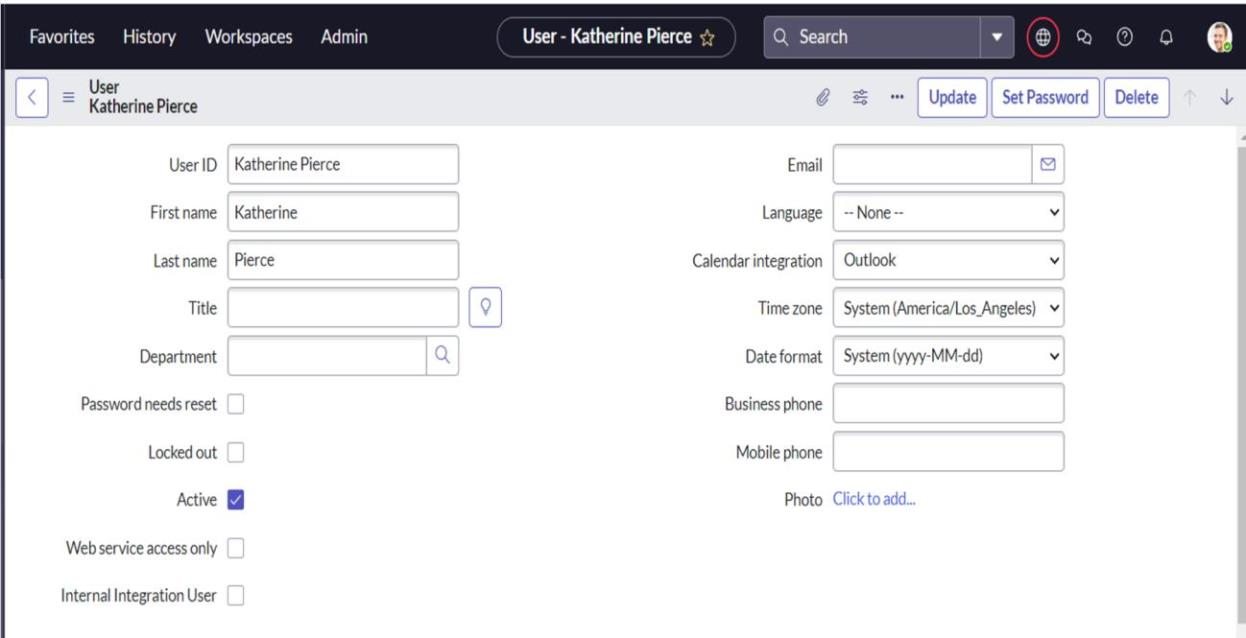 Favorites History Workspaces Admin User - Katherine Pierce Search
User
Katherine Pierce
Update Set Password Delete
User ID Katherine Pierce Email
First name Katherine Language -- None --
Last name Pierce Calendar integration Outlook
Title Time zone System (America/Los_Angeles)
Department Date format System (yyyy-MM-dd)
Password needs reset Business phone
Locked out Mobile phone
Active Photo Click to add...
Web service access only
Internal Integration User